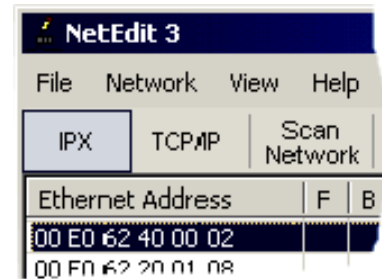 NetEdit 3
File Network View Help
IPX TCP/IP Scan Network
Ethernet Address F B
00 E0 62 40 00 02
00 E0 62 20 01 08